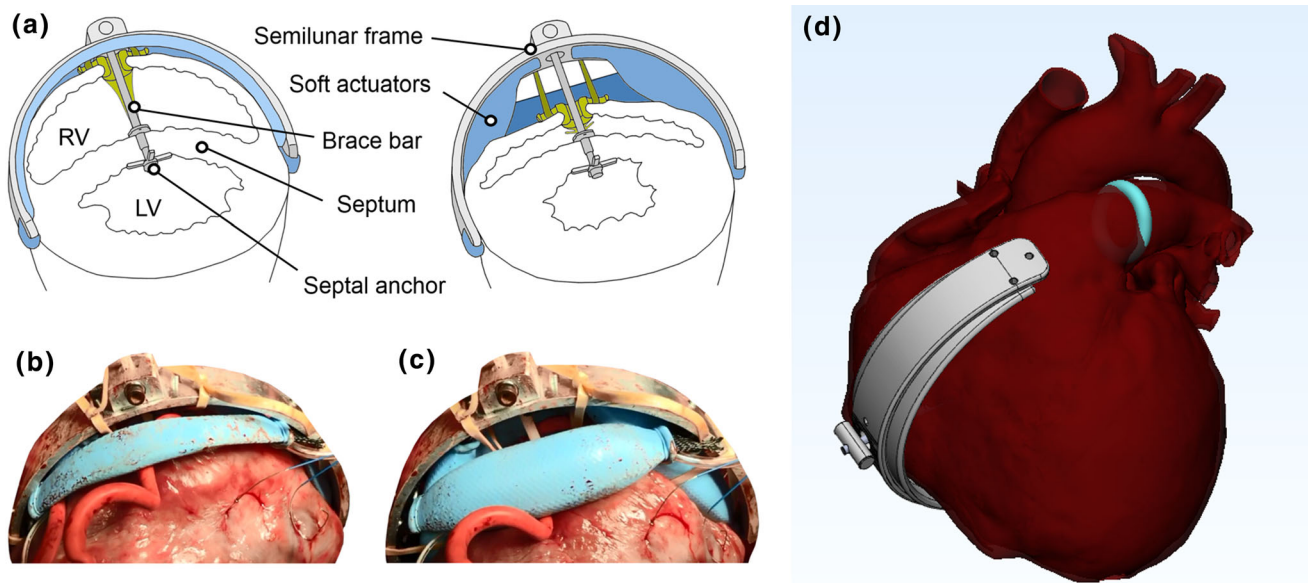 (a)
Semilunar frame
Soft actuators
Brace bar
Septum
Septal anchor
RV
LV
(b)
(c)
(d)